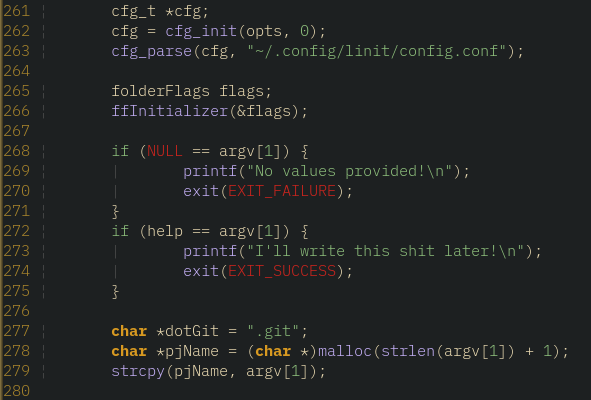 261 cfg_t *cfg;
262 cfg = cfg_init(opts, 0);
263 cfg_parse(cfg, "~/.config/linit/config.conf");
264
265 folderFlags flags;
266 ffInitializer(&flags);
267
268 if (NULL == argv[1]) {
269 printf("No values provided!\n");
270 exit(EXIT_FAILURE);
271 }
272 if (help == argv[1]) {
273 printf("I'll write this shit later!\n");
274 exit(EXIT_SUCCESS);
275 }
276
277 char *dotGit = ".git";
278 char *pjName = (char *)malloc(strlen(argv[1]) + 1);
279 strcpy(pjName, argv[1]);
280